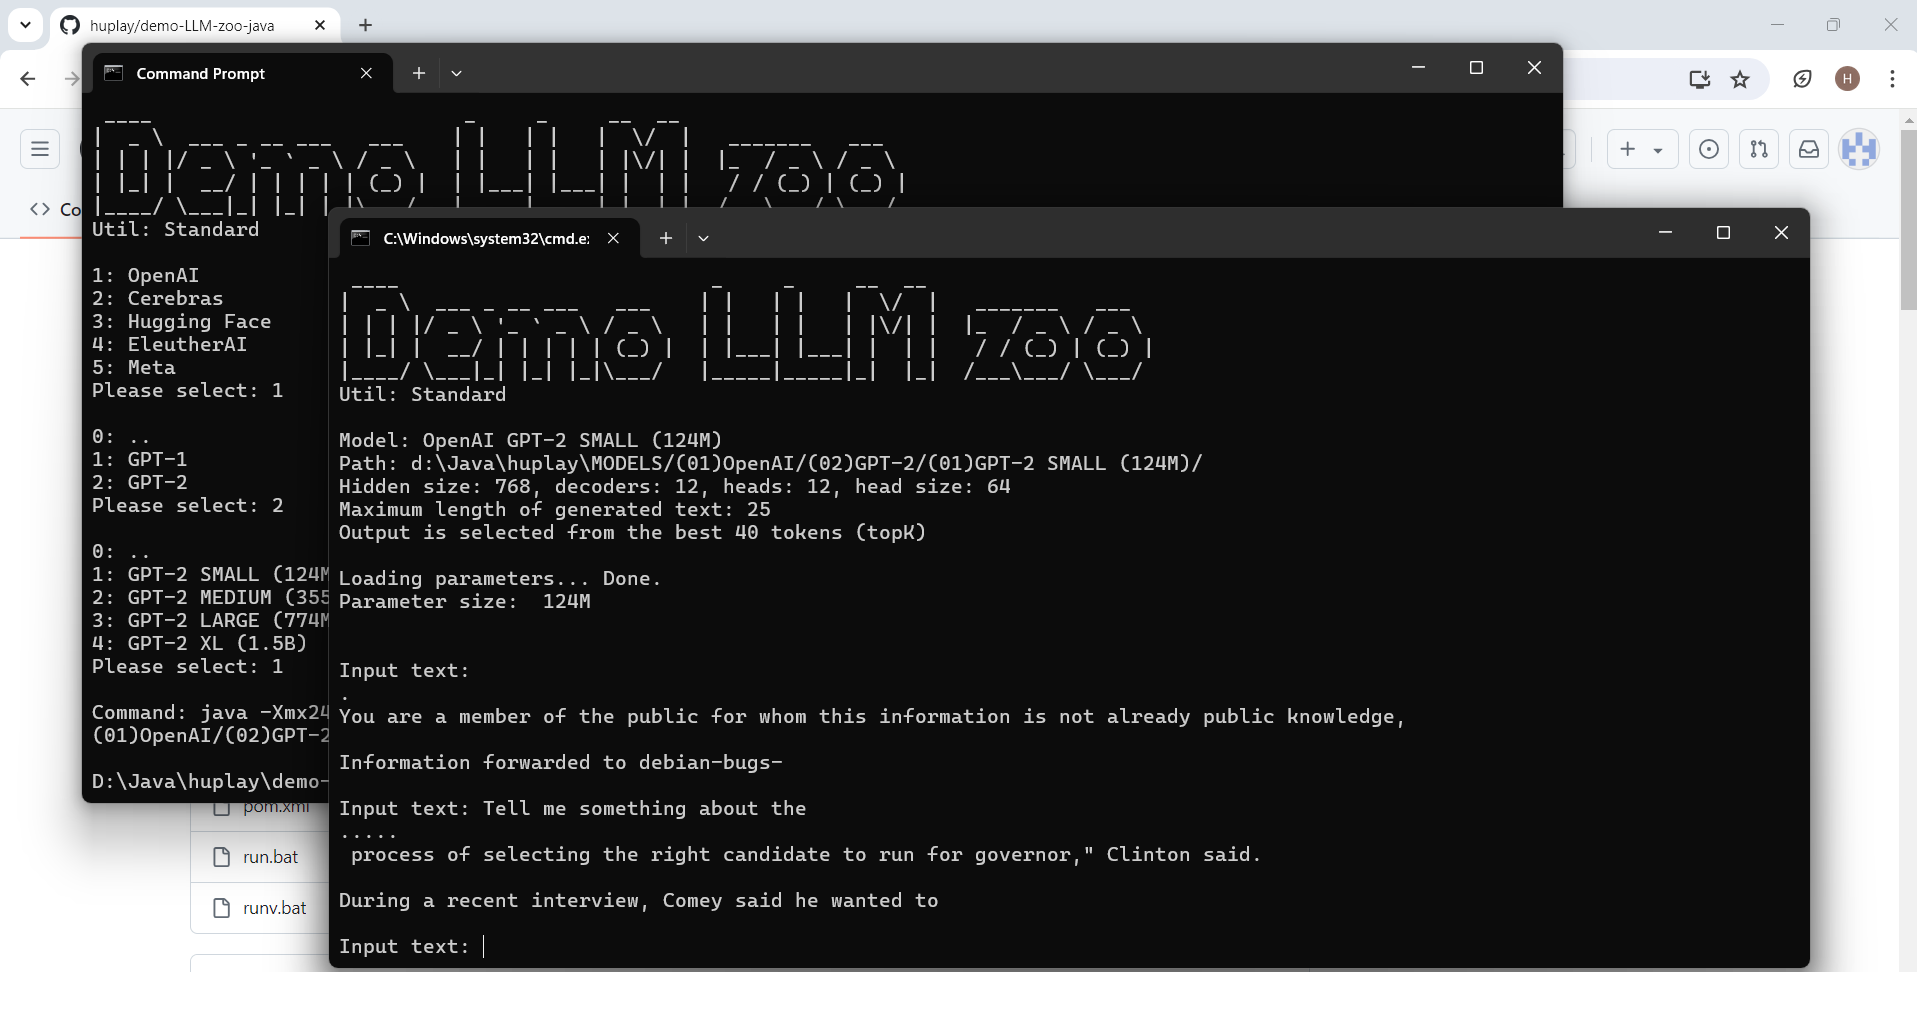 huplay/demo-LLM-zoo-java
Command Prompt
H
Co
Demo LLM zoo
Util: Standard
1: OpenAI
2: Cerebras
3: Hugging Face
4: EleutherAI
5: Meta
Please select: 1
0: ..
1: GPT-1
2: GPT-2
Please select: 2
0: ..
1: GPT-2 SMALL (124M
2: GPT-2 MEDIUM (355
3: GPT-2 LARGE (774M
4: GPT-2 XL (1.5B)
Please select: 1
Command: java -Xmx24
(01)OpenAI/(02)GPT-2
D:\Java\huplay\demo-
pom.xml
run.bat
runv.bat
C:\Windows\system32\cmd.e:
Demo LLM zoo
Util: Standard
Model: OpenAI GPT-2 SMALL (124M)
Path: d:\Java\huplay\MODELS/(01)OpenAI/(02)GPT-2/(01)GPT-2 SMALL (124M)/
Hidden size: 768, decoders: 12, heads: 12, head size: 64
Maximum length of generated text: 25
Output is selected from the best 40 tokens (topK)
Loading parameters... Done.
Parameter size:  124M
Input text:
.
You are a member of the public for whom this information is not already public knowledge,
Information forwarded to debian-bugs-
Input text: Tell me something about the
.....
process of selecting the right candidate to run for governor," Clinton said.
During a recent interview, Comey said he wanted to
Input text: